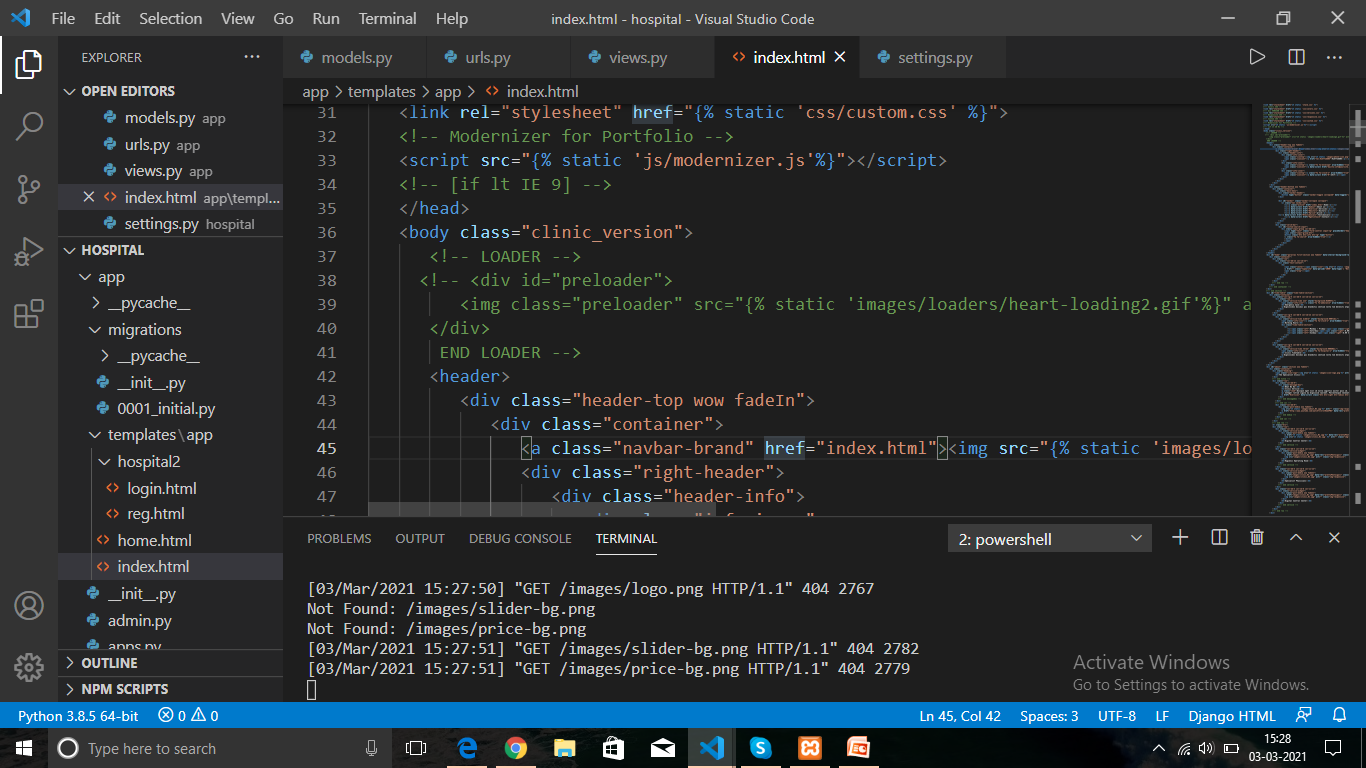 File Edit Selection View Go Run Terminal Help index.html - hospital - Visual Studio Code
EXPLORER ···
models.py urls.py views.py index.html settings.py
OPEN EDITORS
models.py app
urls.py app
views.py app
index.html app\templ...
settings.py hospital
HOSPITAL
app
__pycache__
migrations
__pycache__
__init__.py
0001_initial.py
templates\app
hospital2
login.html
reg.html
home.html
index.html
__init__.py
admin.py
apps.py
OUTLINE
NPM SCRIPTS
app > templates > app > index.html
31 <link rel="stylesheet" href="{% static 'css/custom.css' %}">
32 <!-- Modernizer for Portfolio -->
33 <script src="{% static 'js/modernizer.js'%}"></script>
34 <!-- [if lt IE 9] -->
35 </head>
36 <body class="clinic_version">
37 <!-- LOADER -->
38 <!-- <div id="preloader">
39 <img class="preloader" src="{% static 'images/loaders/heart-loading2.gif'%}" a
40 </div>
41 END LOADER -->
42 <header>
43 <div class="header-top wow fadeIn">
44 <div class="container">
45 <a class="navbar-brand" href="index.html"><img src="{% static 'images/lo
46 <div class="right-header">
47 <div class="header-info">
PROBLEMS OUTPUT DEBUG CONSOLE TERMINAL 2: powershell
[03/Mar/2021 15:27:50] "GET /images/logo.png HTTP/1.1" 404 2767
Not Found: /images/slider-bg.png
Not Found: /images/price-bg.png
[03/Mar/2021 15:27:51] "GET /images/slider-bg.png HTTP/1.1" 404 2782
[03/Mar/2021 15:27:51] "GET /images/price-bg.png HTTP/1.1" 404 2779
Activate Windows
Go to Settings to activate Windows.
Python 3.8.5 64-bit 0 0 Ln 45, Col 42 Spaces: 3 UTF-8 LF Django HTML
Type here to search
15:28
03-03-2021